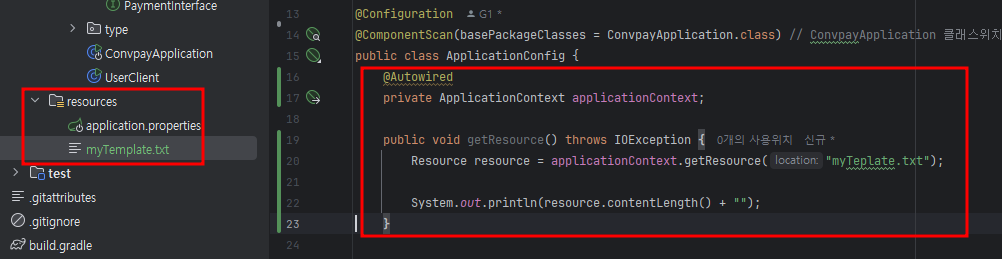 PaymentInterface
type
ConvpayApplication
UserClient
resources
application.properties
myTemplate.txt
test
.gitattributes
.gitignore
build.gradle
13 @Configuration G1 *
14 @ComponentScan(basePackageClasses = ConvpayApplication.class) // ConvpayApplication 클래스위치
15 public class ApplicationConfig {
16 @Autowired
17 private ApplicationContext applicationContext;
18
19 public void getResource() throws IOException { 0개의 사용위치 신규 *
20 Resource resource = applicationContext.getResource( location: "myTeplate.txt");
21
22 System.out.println(resource.contentLength() + "");
23 }
24